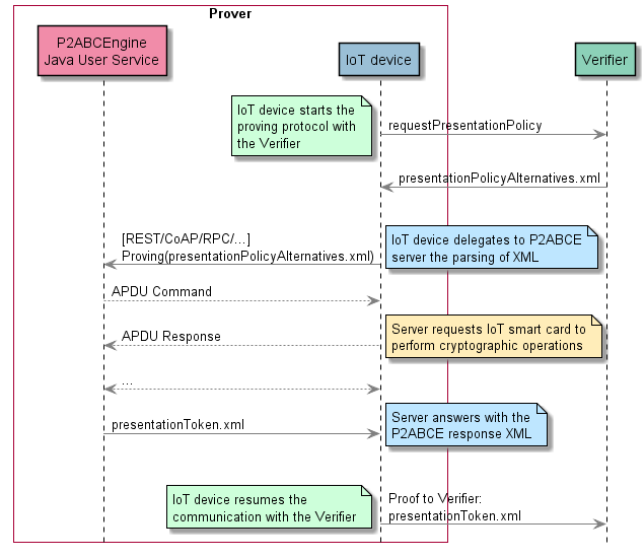 Prover
P2ABCEngine
Java User Service
IoT device
Verifier
IoT device starts the
proving protocol with
the Verifier
requestPresentationPolicy
presentationPolicyAlternatives.xml
[REST/CoAP/RPC/...]
Proving(presentationPolicyAlternatives.xml)
IoT device delegates to P2ABCE
server the parsing of XML
APDU Command
APDU Response
Server requests IoT smart card to
perform cryptographic operations
...
presentationToken.xml
Server answers with the
P2ABCE response XML
IoT device resumes the
communication with the Verifier
Proof to Verifier:
presentationToken.xml